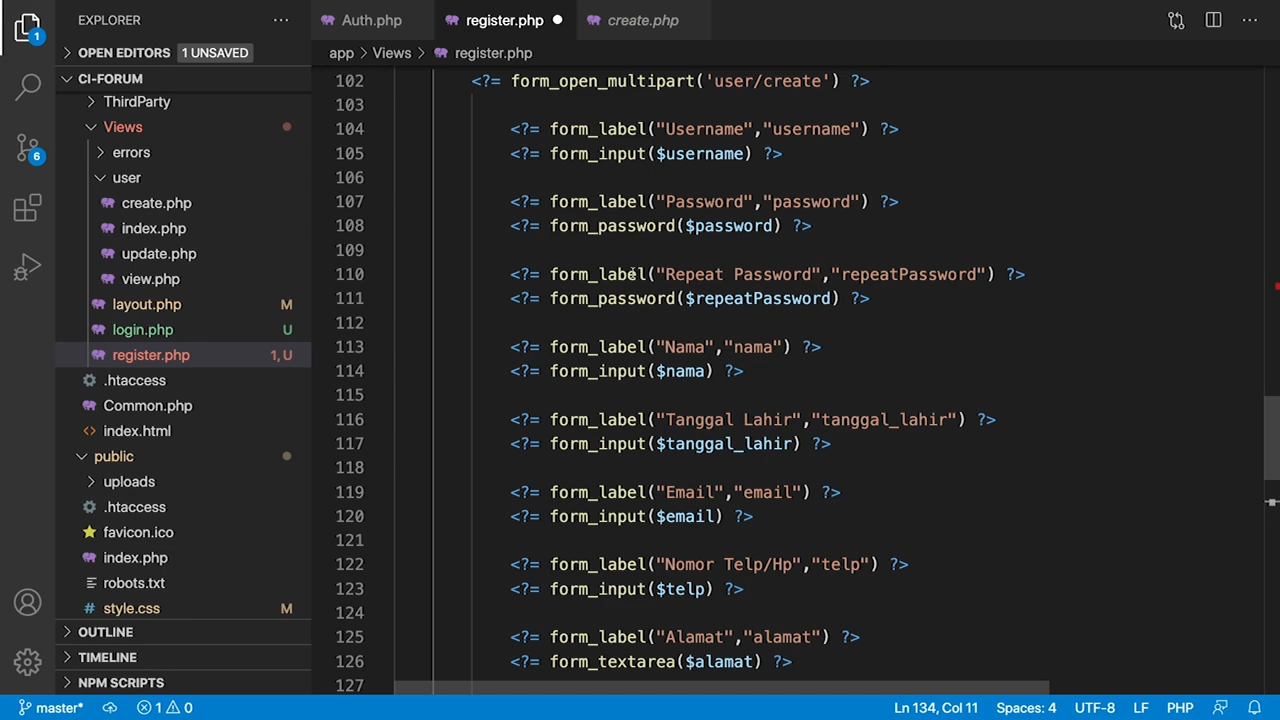 EXPLORER
Auth.php register.php create.php
1
OPEN EDITORS 1 UNSAVED
app > Views > register.php
CI-FORUM
ThirdParty
Views
errors
user
create.php
index.php
update.php
view.php
layout.php M
login.php U
register.php 1, U
.htaccess
Common.php
index.html
public
uploads
.htaccess
favicon.ico
index.php
robots.txt
style.css M
OUTLINE
TIMELINE
NPM SCRIPTS
6
102 <?= form_open_multipart('user/create') ?>
103
104 <?= form_label("Username","username") ?>
105 <?= form_input($username) ?>
106
107 <?= form_label("Password","password") ?>
108 <?= form_password($password) ?>
109
110 <?= form_label("Repeat Password","repeatPassword") ?>
111 <?= form_password($repeatPassword) ?>
112
113 <?= form_label("Nama","nama") ?>
114 <?= form_input($nama) ?>
115
116 <?= form_label("Tanggal Lahir","tanggal_lahir") ?>
117 <?= form_input($tanggal_lahir) ?>
118
119 <?= form_label("Email","email") ?>
120 <?= form_input($email) ?>
121
122 <?= form_label("Nomor Telp/Hp","telp") ?>
123 <?= form_input($telp) ?>
124
125 <?= form_label("Alamat","alamat") ?>
126 <?= form_textarea($alamat) ?>
127
master* 1 0 Ln 134, Col 11 Spaces: 4 UTF-8 LF PHP